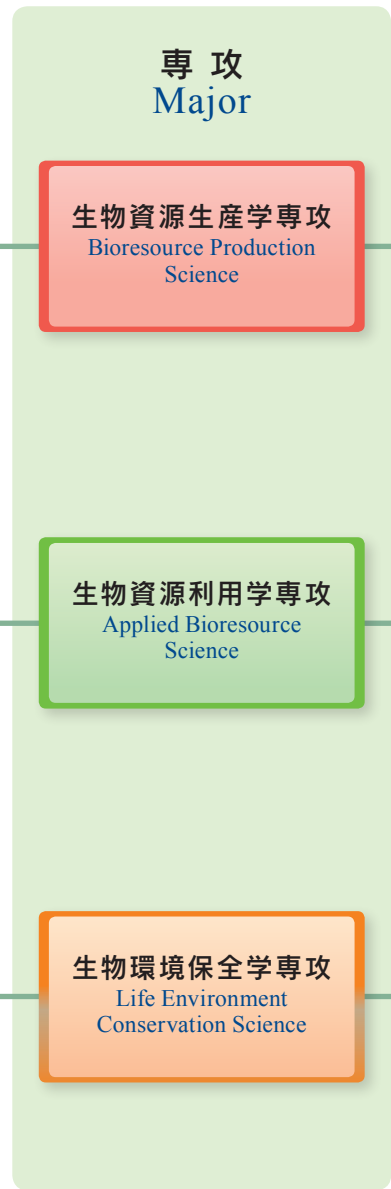 専 攻
Major
生物資源生産学専攻
Bioresource Production
Science
生物資源利用学専攻
Applied Bioresource
Science
生物環境保全学専攻
Life Environment
Conservation Science